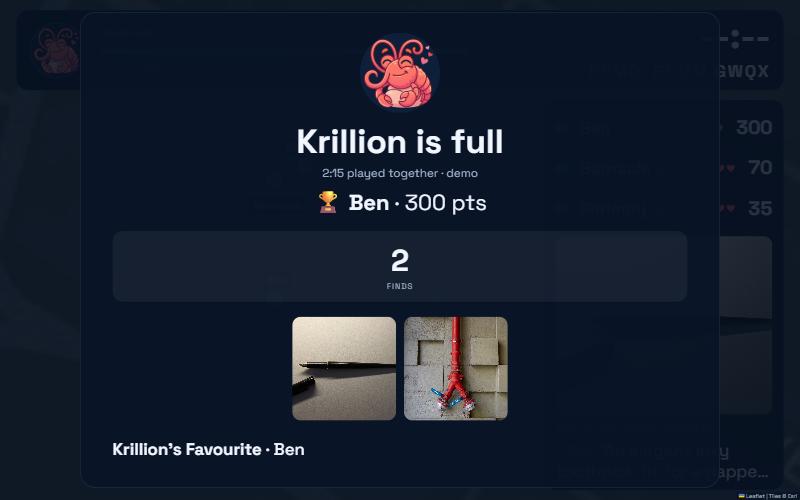 Krillion is full
2:15 played together · demo
🏆 Ben · 300 pts
2
FINDS
Krillion's Favourite · Ben
--:--
GWQX
Ben
300
70
35
Leaflet | Tiles © Esri